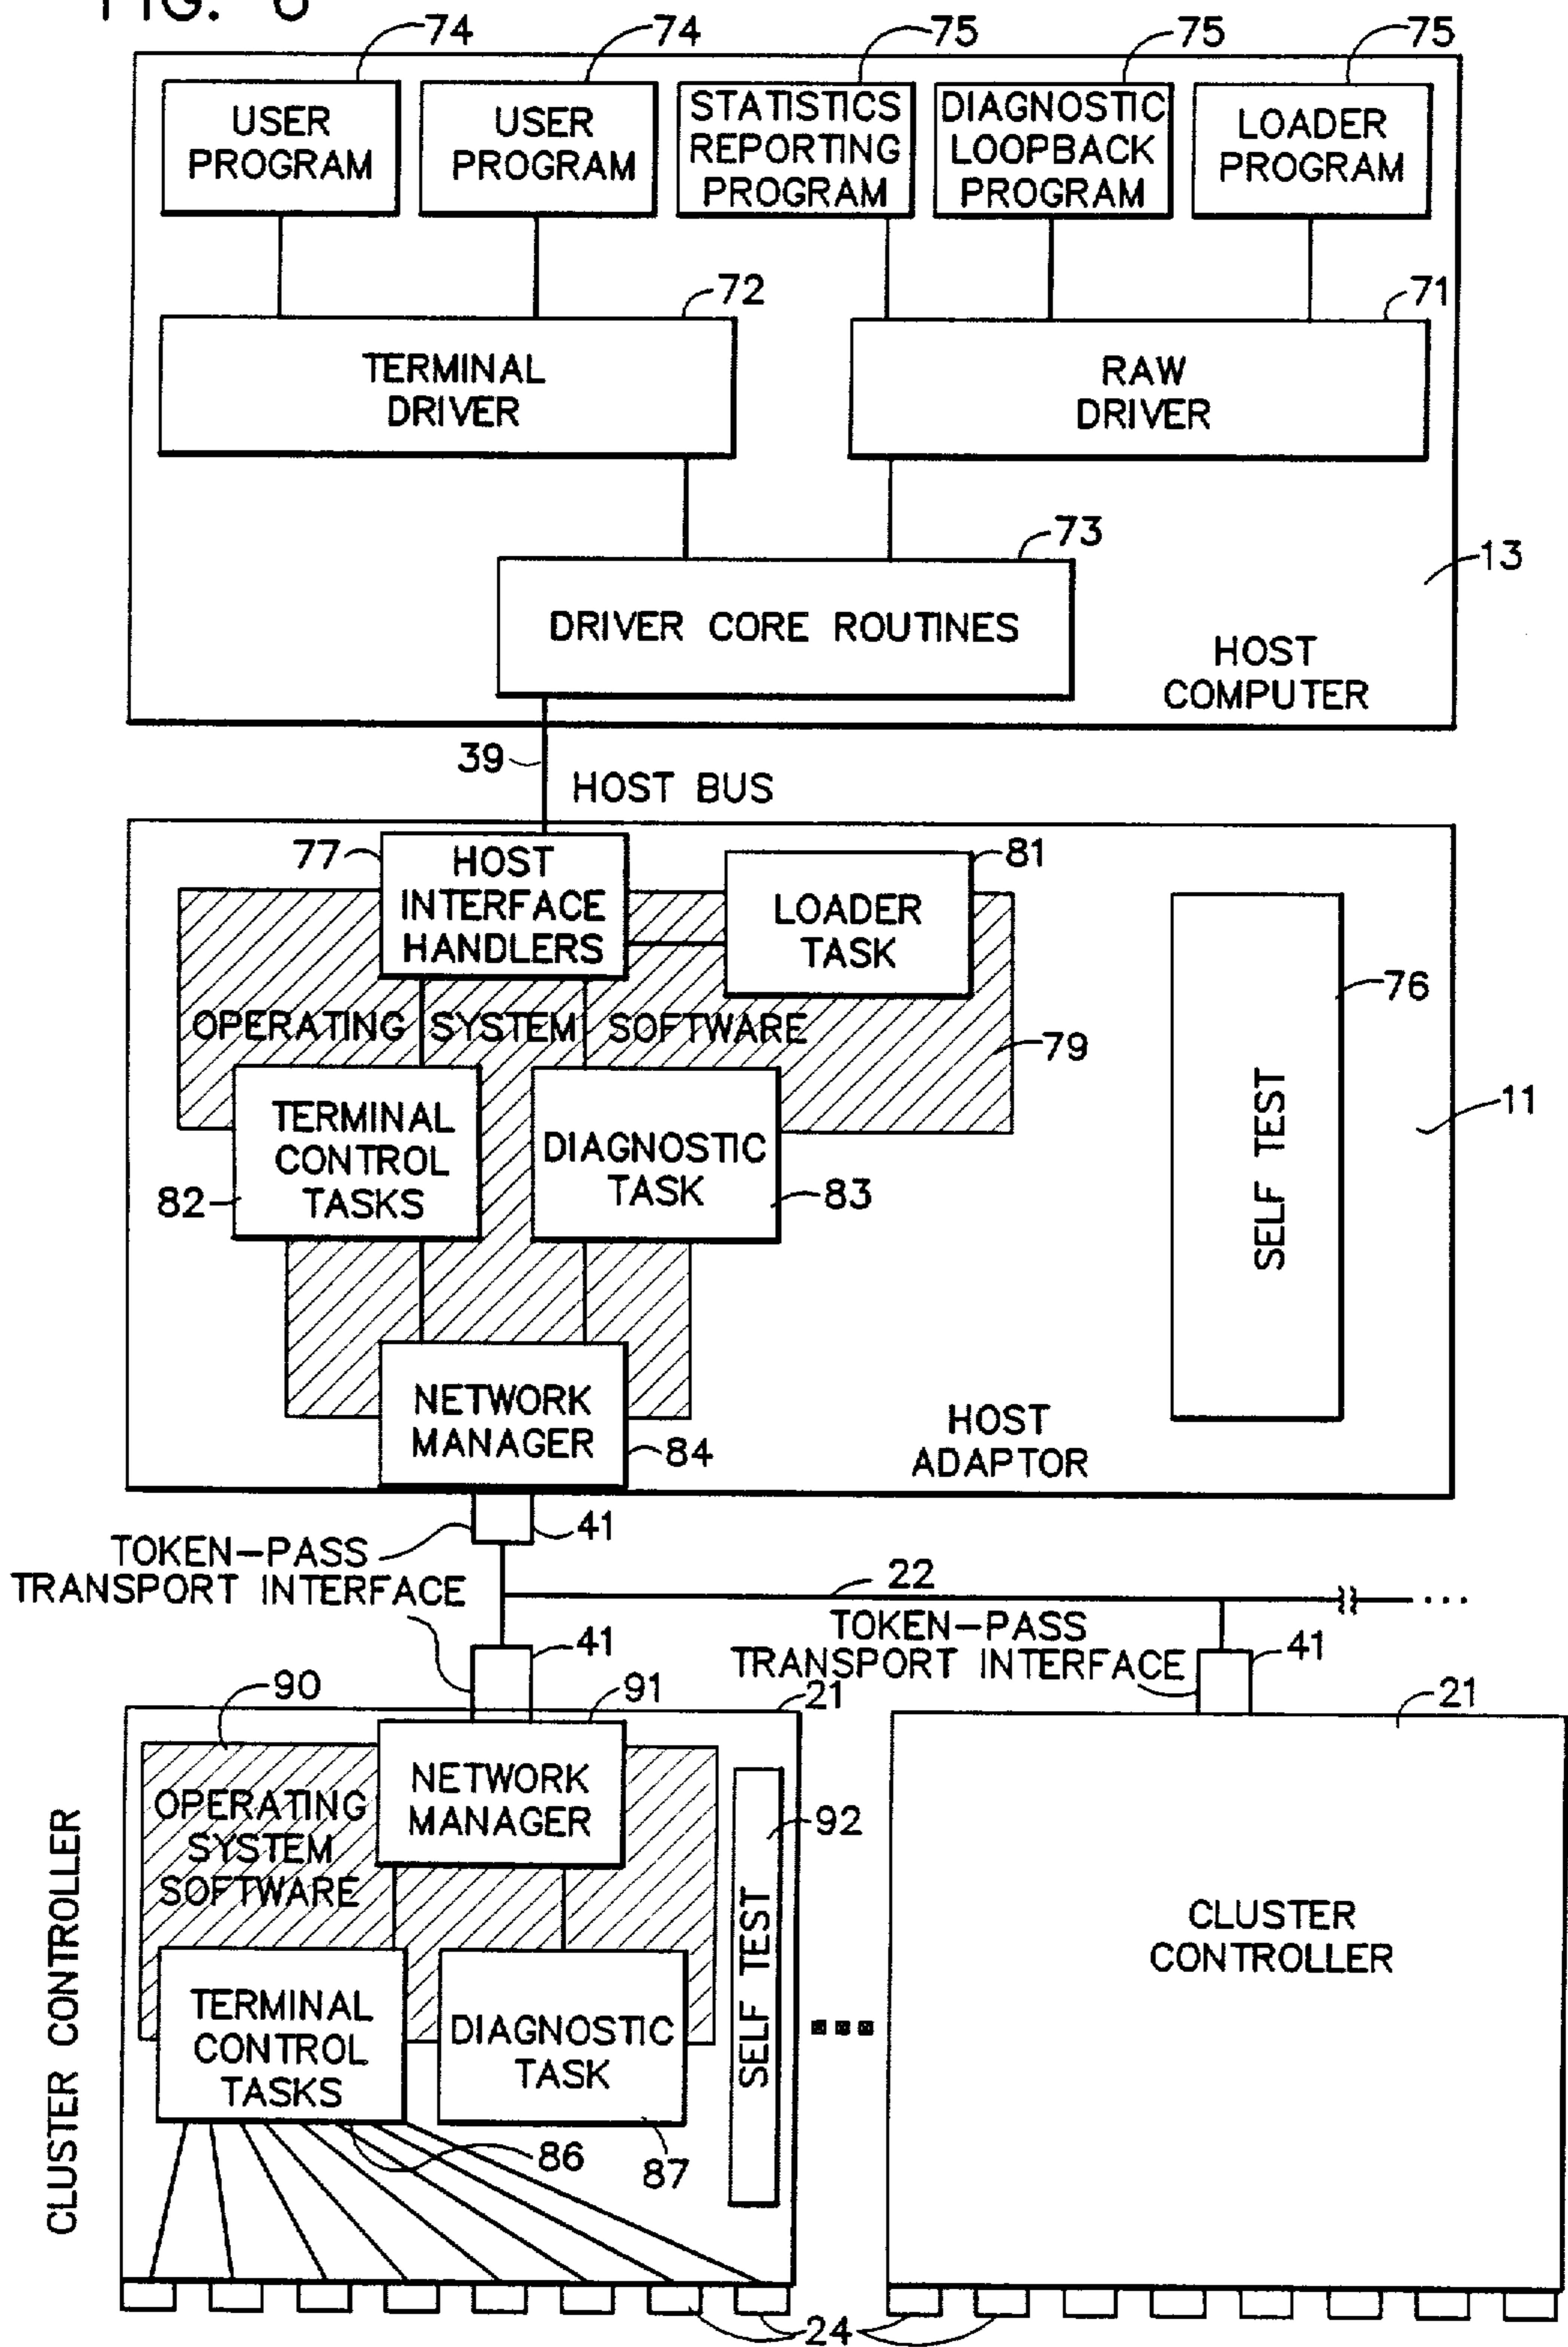 FIG. 6
74
74
75
75
75
USER
PROGRAM
USER
PROGRAM
STATISTICS
REPORTING
PROGRAM
DIAGNOSTIC
LOOPBACK
PROGRAM
LOADER
PROGRAM
72
71
TERMINAL
DRIVER
RAW
DRIVER
73
13
DRIVER CORE ROUTINES
HOST
COMPUTER
39
HOST BUS
77
HOST
INTERFACE
HANDLERS
81
LOADER
TASK
76
OPERATING SYSTEM SOFTWARE
79
11
SELF TEST
TERMINAL
CONTROL
TASKS
82
DIAGNOSTIC
TASK
83
NETWORK
MANAGER
84
HOST
ADAPTOR
41
TOKEN-PASS
TRANSPORT INTERFACE
22
...
TOKEN-PASS
TRANSPORT INTERFACE
41
41
90
91
21
21
NETWORK
MANAGER
OPERATING
SYSTEM
SOFTWARE
92
SELF TEST
CLUSTER CONTROLLER
CLUSTER
CONTROLLER
TERMINAL
CONTROL
TASKS
DIAGNOSTIC
TASK
86
87
24